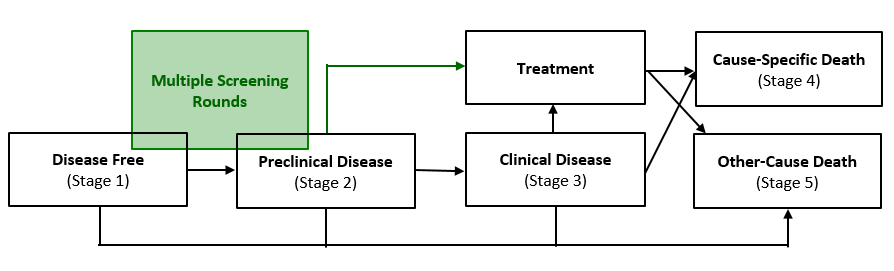 Multiple Screening
Rounds
Treatment
Cause-Specific Death
(Stage 4)
Disease Free
(Stage 1)
Preclinical Disease
(Stage 2)
Clinical Disease
(Stage 3)
Other-Cause Death
(Stage 5)